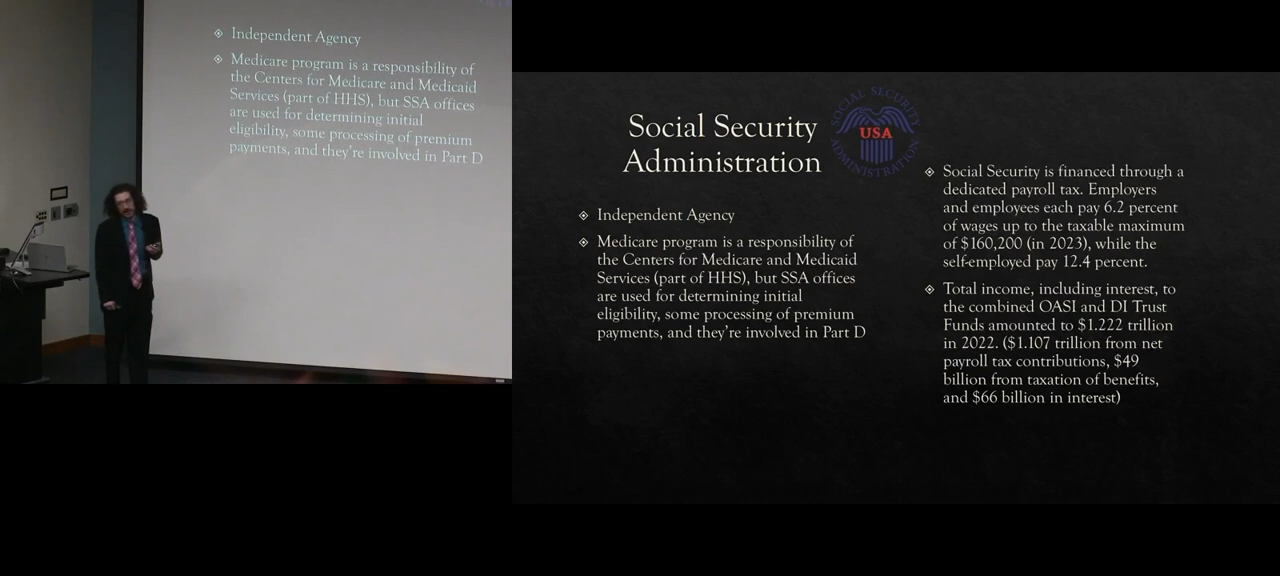 Independent Agency
Medicare program is a responsibility of
the Centers for Medicare and Medicaid
Services (part of HHS), but SSA offices
are used for determining initial
eligibility, some processing of premium
payments, and they're involved in Part D
Social Security
Administration
SOCIAL SECURITY
USA
ADMINISTRATION
Independent Agency
Medicare program is a responsibility of
the Centers for Medicare and Medicaid
Services (part of HHS), but SSA offices
are used for determining initial
eligibility, some processing of premium
payments, and they're involved in Part D
Social Security is financed through a
dedicated payroll tax. Employers
and employees each pay 6.2 percent
of wages up to the taxable maximum
of $160,200 (in 2023), while the
self-employed pay 12.4 percent.
Total income, including interest, to
the combined OASI and DI Trust
Funds amounted to $1.222 trillion
in 2022. ($1.107 trillion from net
payroll tax contributions, $49
billion from taxation of benefits,
and $66 billion in interest)